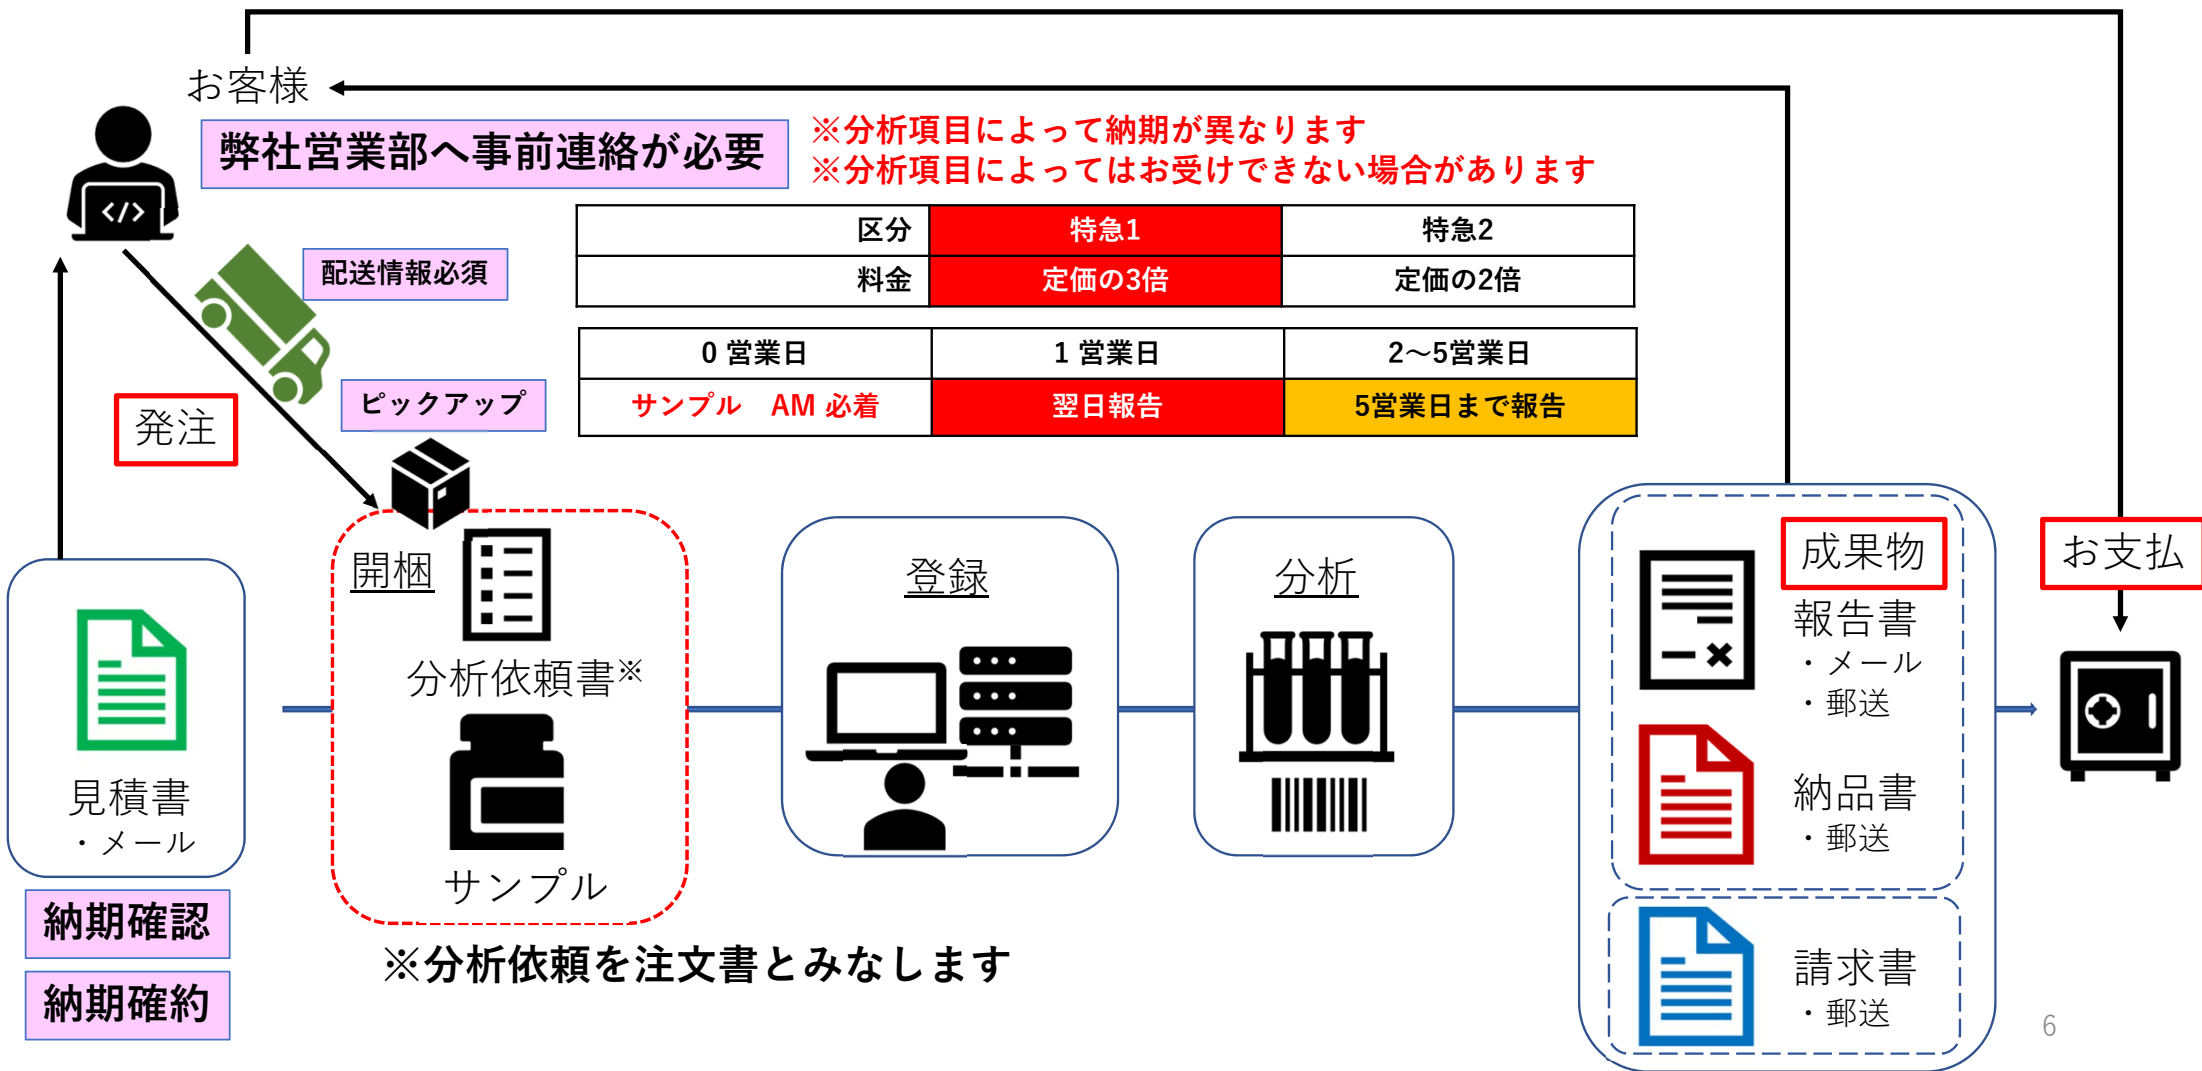 お客様
弊社営業部へ事前連絡が必要
※分析項目によって納期が異なります
※分析項目によってはお受けできない場合があります
区分 特急1 特急2
料金 定価の3倍 定価の2倍
配送情報必須
0 営業日 1 営業日 2～5営業日
サンプル　AM 必着 翌日報告 5営業日まで報告
ピックアップ
発注
</>
見積書
・メール
納期確認
納期確約
開梱
分析依頼書※
サンプル
※分析依頼を注文書とみなします
登録
分析
成果物
報告書
・メール
・郵送
納品書
・郵送
請求書
・郵送
お支払
6